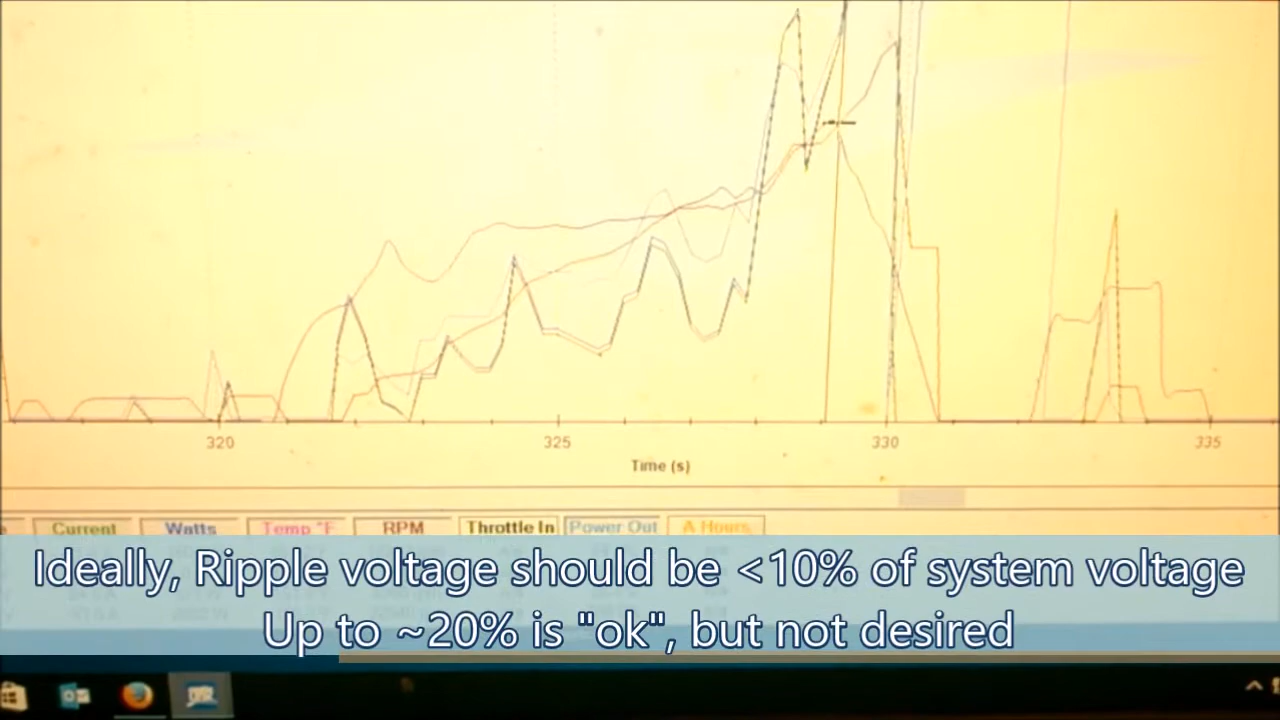 320 325 330 335
Time (s)
Current Watts Temp °F RPM Throttle In Power Out A Hours
Ideally, Ripple voltage should be <10% of system voltage
Up to ~20% is "ok", but not desired